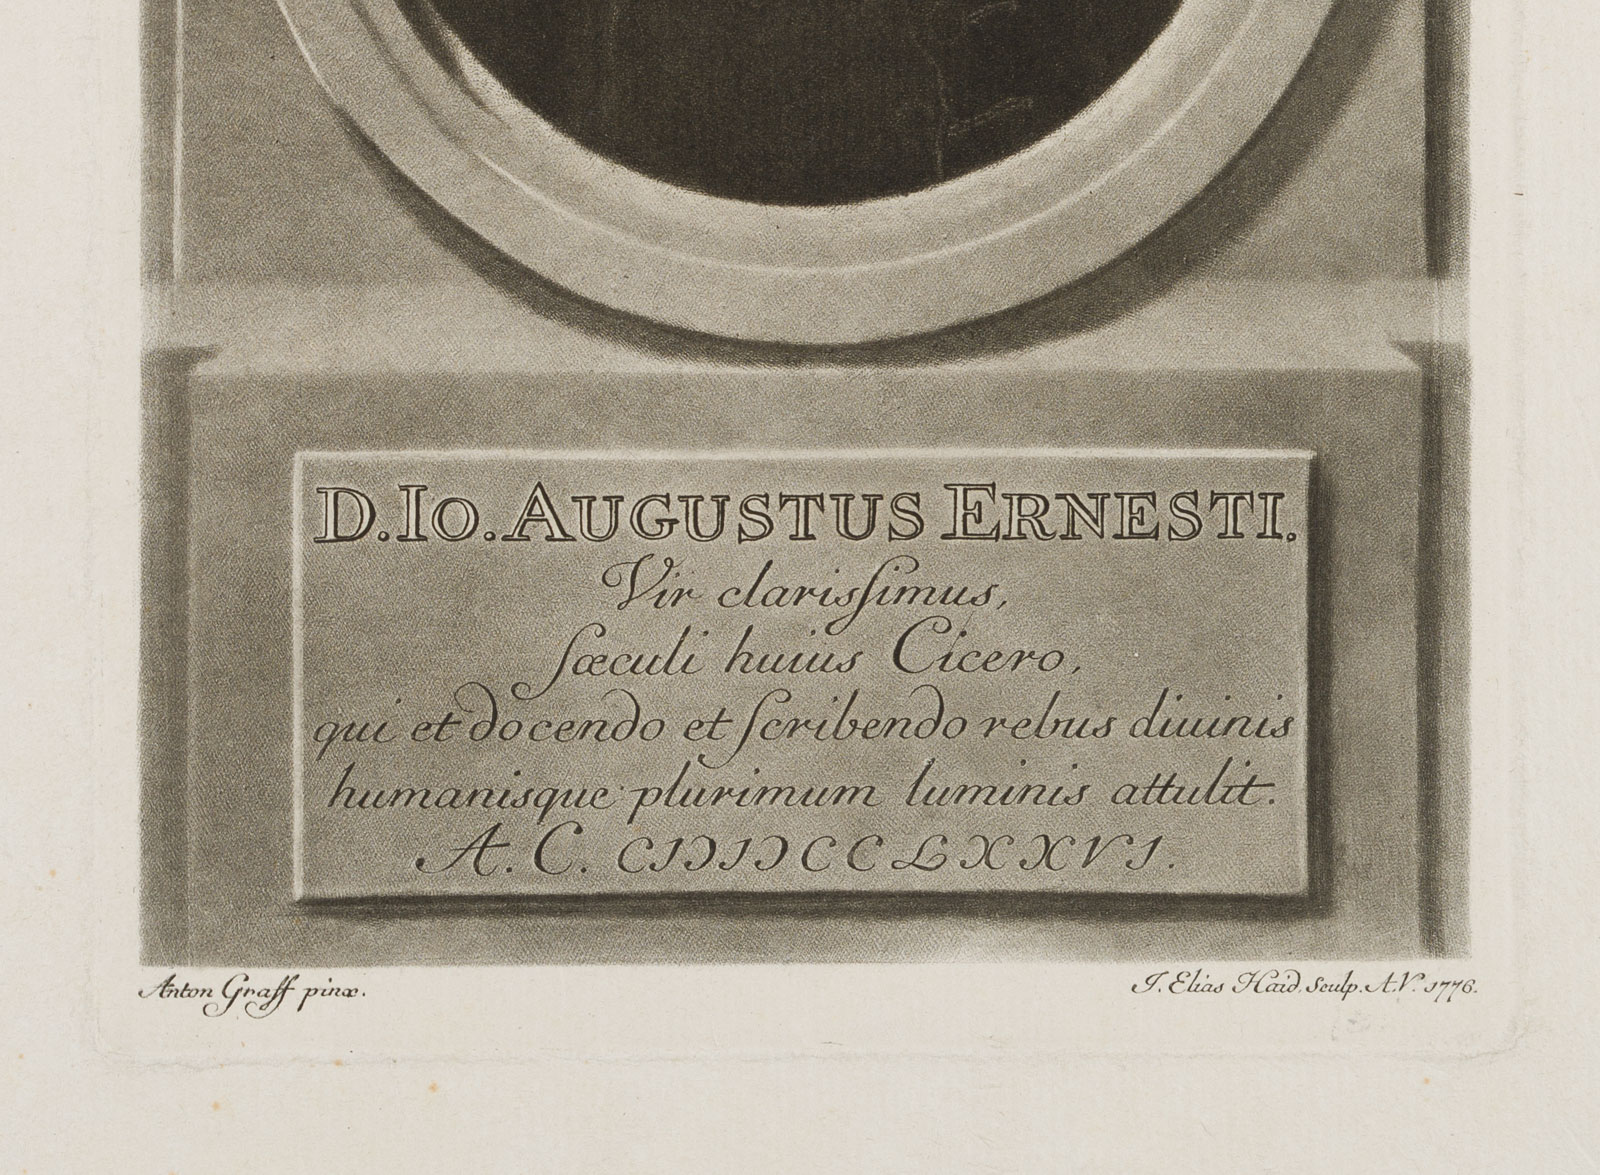 D. IO. AUGUSTUS ERNESTI.
Vir clarisſimus,
ſæculi huius Cicero,
qui et docendo et ſcribendo rebus diuinis
humanisque plurimum luminis attulit.
A. C. CIƆIƆCCLXXVI.
Anton Graff pinx.
J. Elias Haid. Sculp. A.V. 1776.